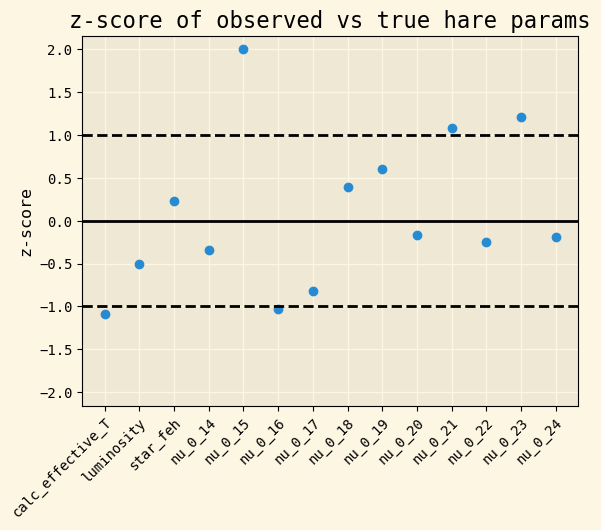 z-score of observed vs true hare params
z-score
2.0
1.5
1.0
0.5
0.0
−0.5
−1.0
−1.5
−2.0
calc_effective_T
luminosity
star_feh
nu_0_14
nu_0_15
nu_0_16
nu_0_17
nu_0_18
nu_0_19
nu_0_20
nu_0_21
nu_0_22
nu_0_23
nu_0_24